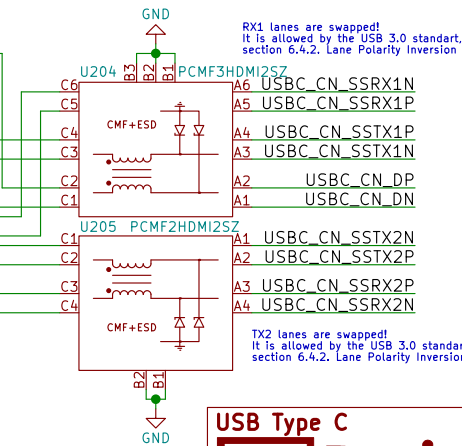 GND
RX1 lanes are swapped!
It is allowed by the USB 3.0 standart,
section 6.4.2. Lane Polarity Inversion
U204 PCMF3HDMI2SZ
B3 B2 B1
C6 A6 USBC_CN_SSRX1N
C5 A5 USBC_CN_SSRX1P
CMF+ESD
C4 A4 USBC_CN_SSTX1P
C3 A3 USBC_CN_SSTX1N
C2 A2 USBC_CN_DP
C1 A1 USBC_CN_DN
U205 PCMF2HDMI2SZ
C1 A1 USBC_CN_SSTX2N
C2 A2 USBC_CN_SSTX2P
C3 A3 USBC_CN_SSRX2P
C4 A4 USBC_CN_SSRX2N
CMF+ESD
TX2 lanes are swapped!
It is allowed by the USB 3.0 standar
section 6.4.2. Lane Polarity Inversion
B2 B1
USB Type C
GND